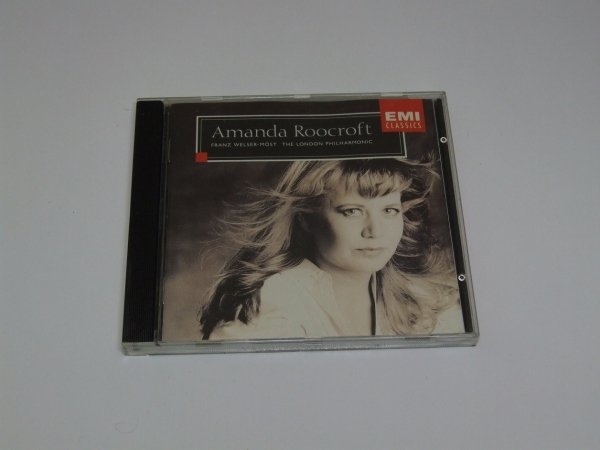 EMI
CLASSICS
Amanda Roocroft
FRANZ WELSER-MÖST THE LONDON PHILHARMONIC